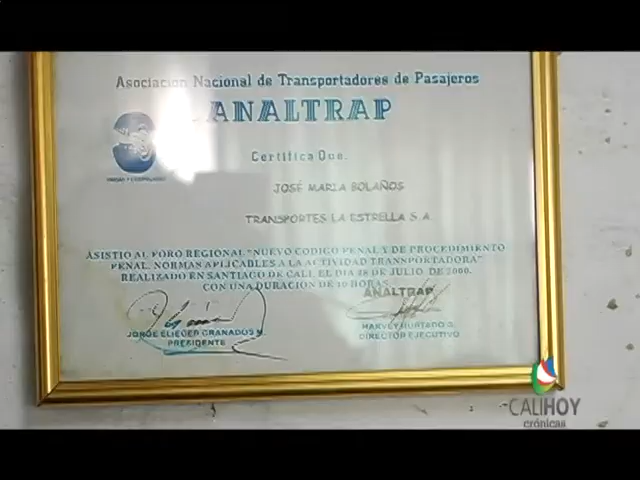 Asociación Nacional de Transportadores de Pasajeros
ANALTRAP
Certifica Que:
JOSÉ MARIA BOLAÑOS
TRANSPORTES LA ESTRELLA S.A.
ASISTIO AL FORO REGIONAL "NUEVO CODIGO PENAL Y DE PROCEDIMIENTO
PENAL, NORMAS APLICABLES A LA ACTIVIDAD TRANSPORTADORA"
REALIZADO EN SANTIAGO DE CALI, EL DIA 28 DE JULIO DE 2000.
CON UNA DURACION DE 10 HORAS.
ANALTRAP
JORGE ELIECER GRANADOS M.
PRESIDENTE
HARVEY HURTADO G.
DIRECTOR EJECUTIVO
CALIHOY
crónicas